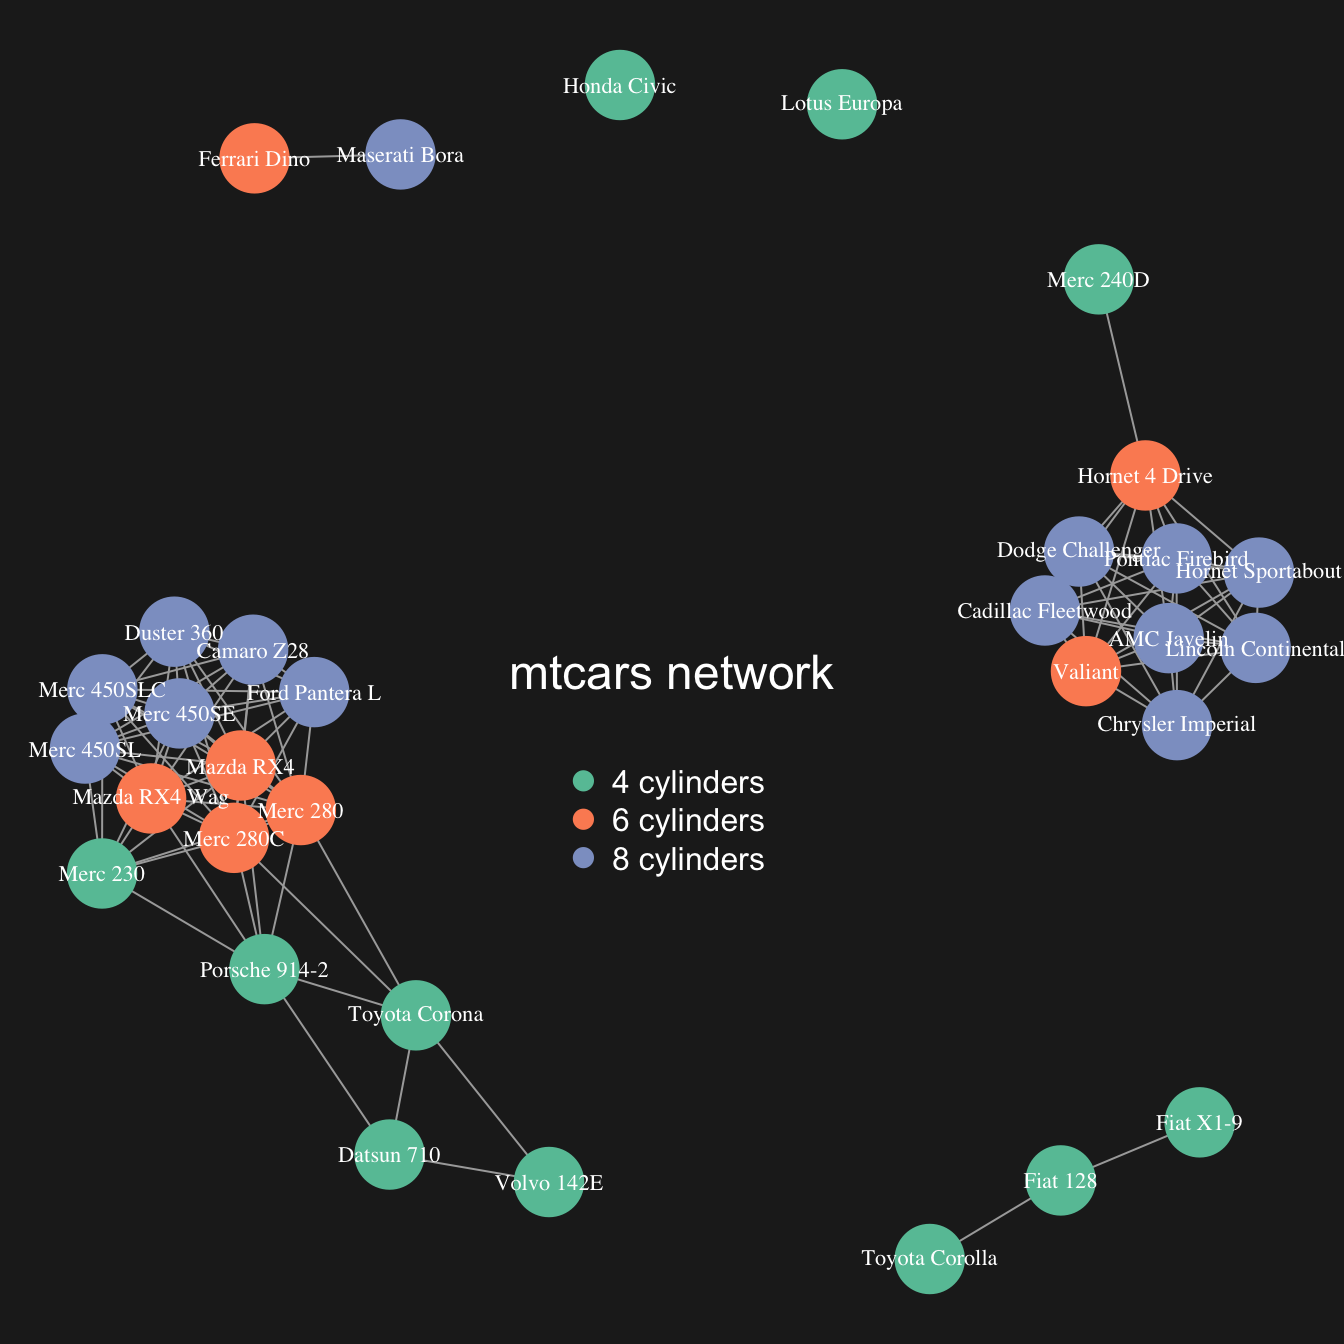 Honda Civic
Lotus Europa
Ferrari Dino
Maserati Bora
Merc 240D
Hornet 4 Drive
Dodge Challenger
Pontiac Firebird
Hornet Sportabout
Cadillac Fleetwood
AMC Javelin
Lincoln Continental
Valiant
Chrysler Imperial
Duster 360
Camaro Z28
Merc 450SLC
Ford Pantera L
Merc 450SE
Merc 450SL
Mazda RX4
Mazda RX4 Wag
Merc 280
Merc 280C
Merc 230
mtcars network
4 cylinders
6 cylinders
8 cylinders
Porsche 914-2
Toyota Corona
Datsun 710
Volvo 142E
Fiat X1-9
Fiat 128
Toyota Corolla